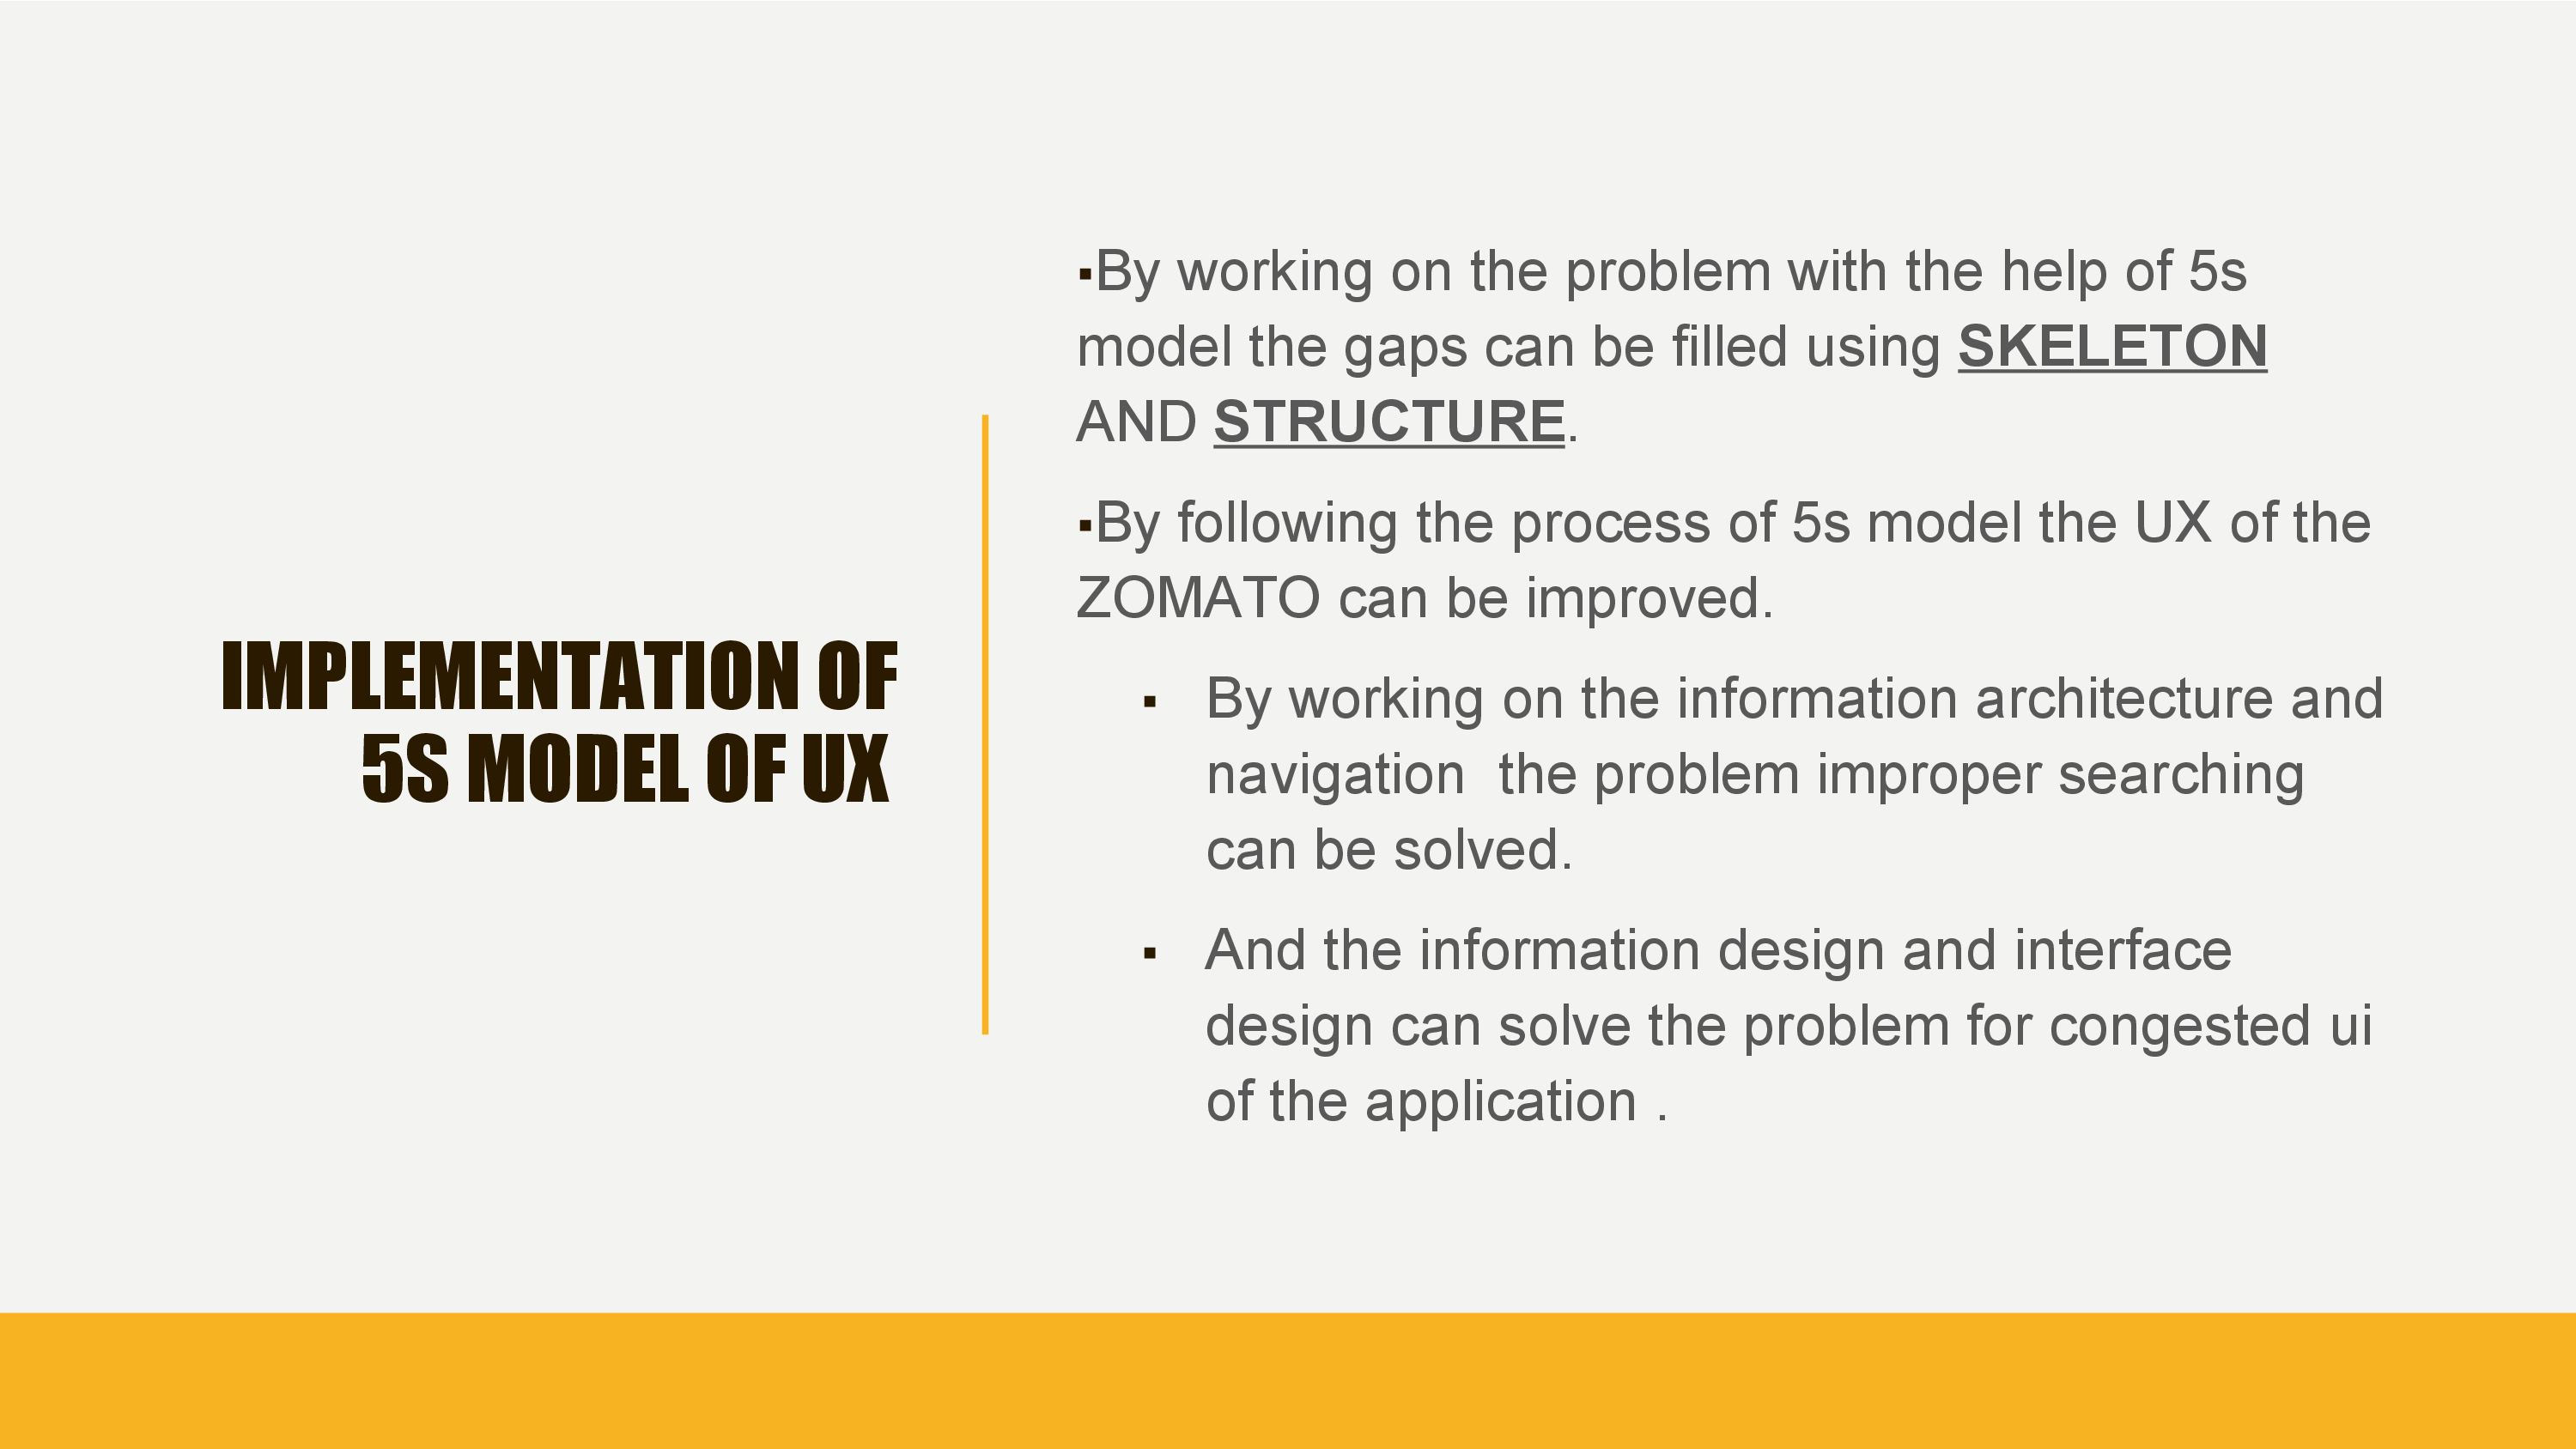 IMPLEMENTATION OF
5S MODEL OF UX
▪By working on the problem with the help of 5s
model the gaps can be filled using SKELETON
AND STRUCTURE.
▪By following the process of 5s model the UX of the
ZOMATO can be improved.
▪ By working on the information architecture and
navigation  the problem improper searching
can be solved.
▪ And the information design and interface
design can solve the problem for congested ui
of the application .